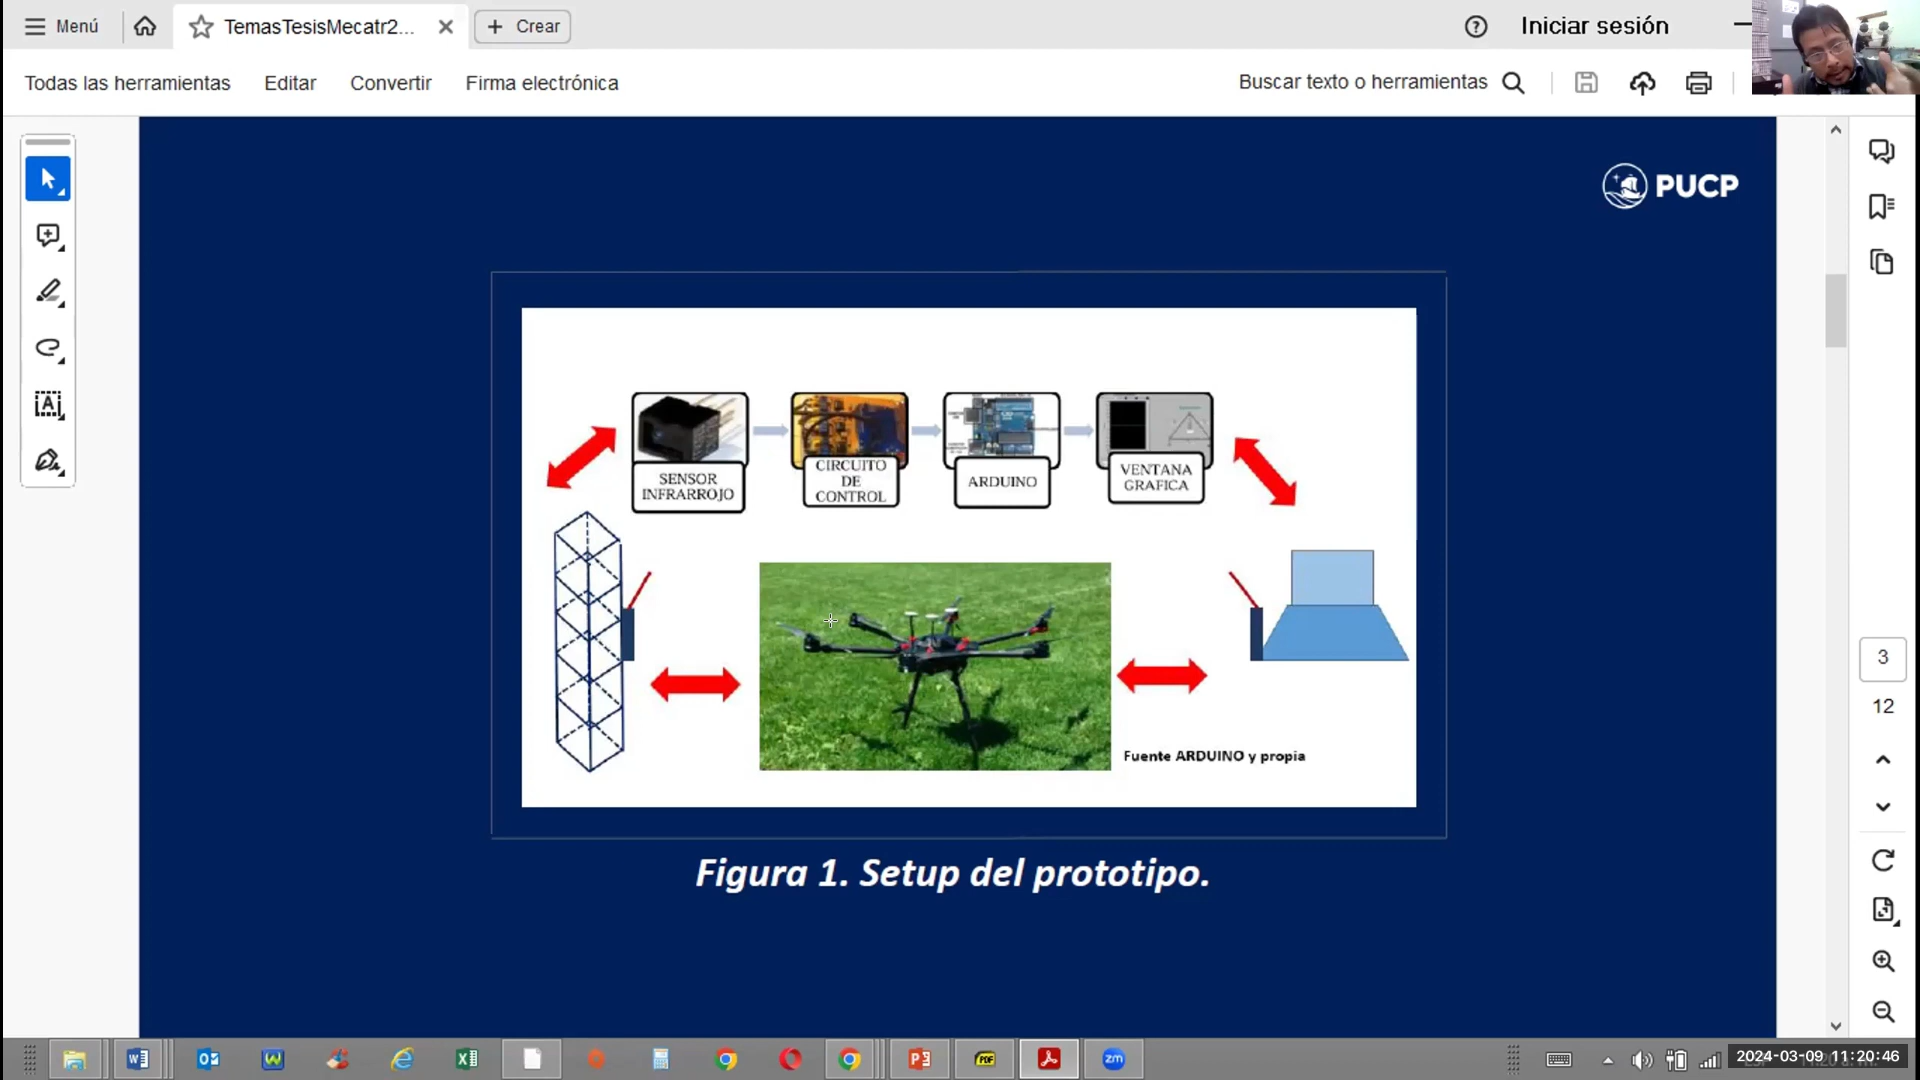 Menú
TemasTesisMecatr2...
Crear
Iniciar sesión
Todas las herramientas
Editar
Convertir
Firma electrónica
Buscar texto o herramientas
PUCP
SENSOR
INFRARROJO
CIRCUITO
DE
CONTROL
ARDUINO
VENTANA
GRAFICA
Fuente ARDUINO y propia
Figura 1. Setup del prototipo.
3
12
2024-03-09 11:20:46